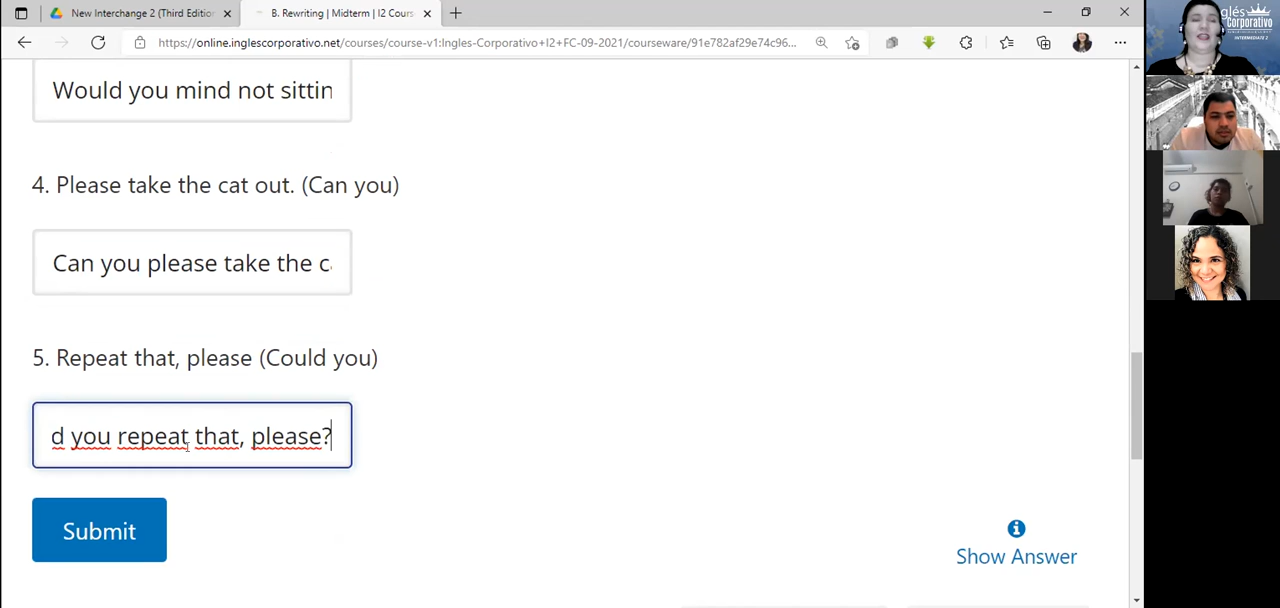 New Interchange 2 (Third Edition
B. Rewriting | Midterm | I2 Cours
https://online.inglescorporativo.net/courses/course-v1:Ingles-Corporativo+I2+FC-09-2021/courseware/91e782af29e74c96...
Would you mind not sittin
4. Please take the cat out. (Can you)
Can you please take the c
5. Repeat that, please (Could you)
d you repeat that, please?
Submit
Show Answer
Inglés
Corporativo
INTERMEDIATE 2